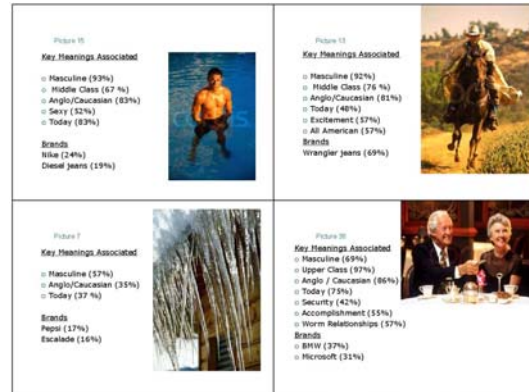 Picture 15
Key Meanings Associated
Masculine (93%)
Middle Class (67 %)
Anglo/Caucasian (83%)
Sexy (52%)
Today (83%)
Brands
Nike (24%)
Diesel jeans (19%)
Picture 13
Key Meanings Associated
Masculine (92%)
Middle Class (76 %)
Anglo/Caucasian (81%)
Today (48%)
Excitement (57%)
All American (57%)
Brands
Wrangler jeans (69%)
Picture 7
Key Meanings Associated
Masculine (57%)
Anglo/Caucasian (35%)
Today (37 %)
Brands
Pepsi (17%)
Escalade (16%)
Key Meanings Associated
Masculine (69%)
Upper Class (97%)
Anglo / Caucasian (86%)
Today (75%)
Security (42%)
Accomplishment (55%)
Worm Relationships (57%)
Brands
BMW (37%)
Microsoft (31%)